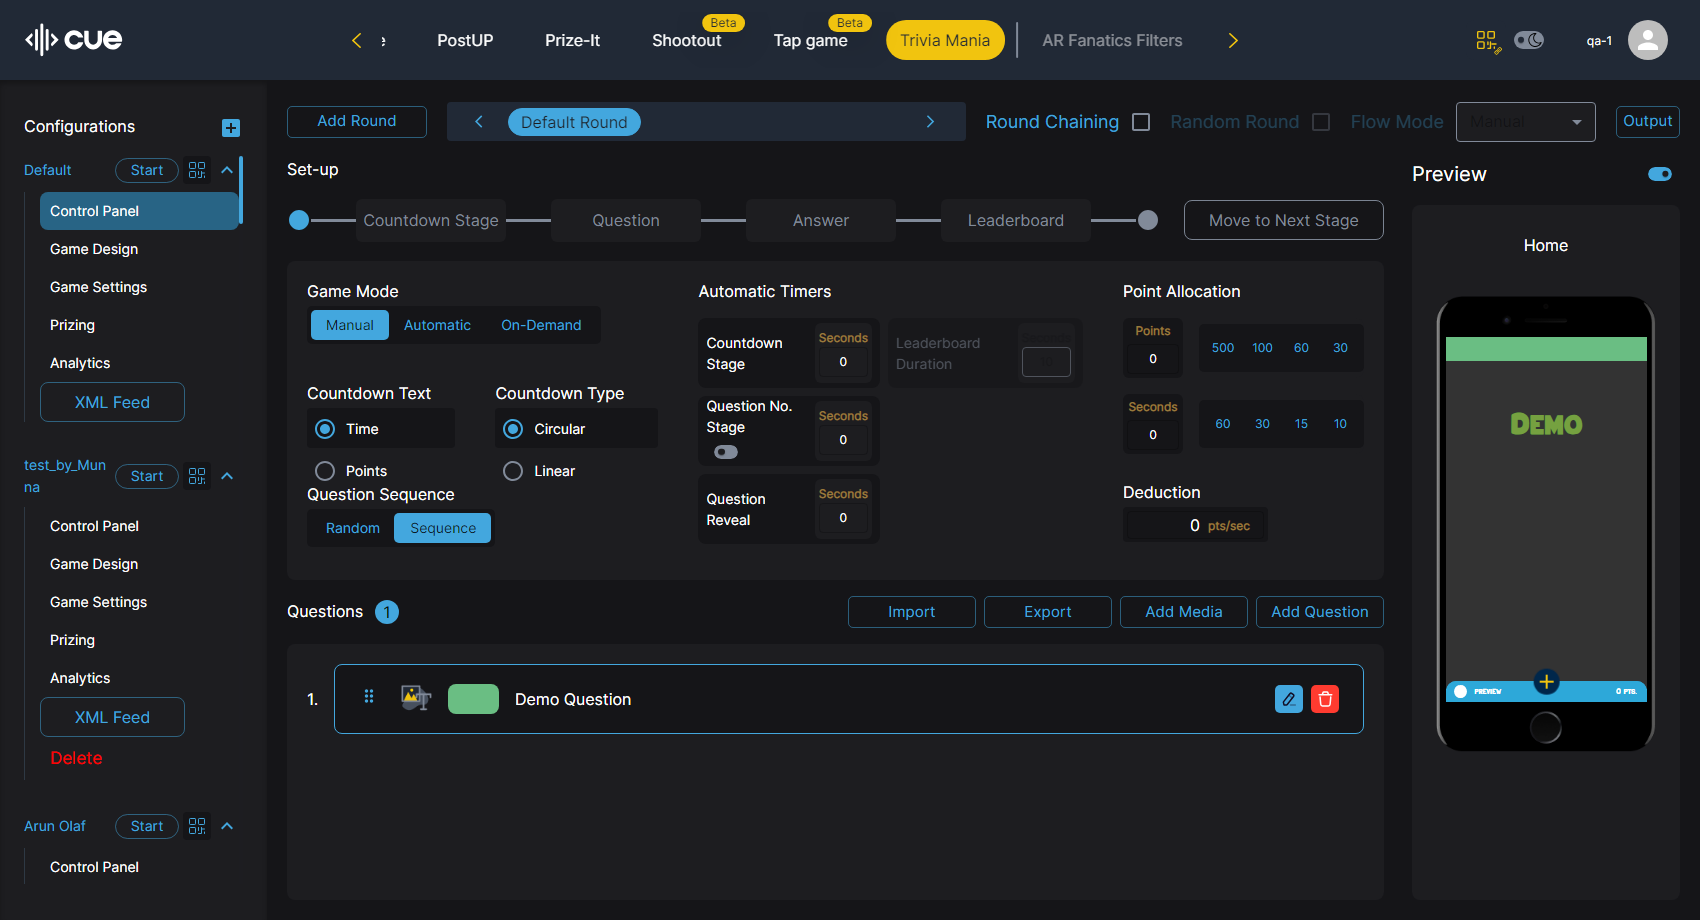 cue
e
PostUP
Prize-It
Beta
Shootout
Beta
Tap game
Trivia Mania
AR Fanatics Filters
qa-1
Configurations
Default
Start
Control Panel
Game Design
Game Settings
Prizing
Analytics
XML Feed
test_by_Mun
na
Start
Control Panel
Game Design
Game Settings
Prizing
Analytics
XML Feed
Delete
Arun Olaf
Start
Control Panel
Add Round
Default Round
Round Chaining
Random Round
Flow Mode
Manual
Output
Set-up
Countdown Stage
Question
Answer
Leaderboard
Move to Next Stage
Game Mode
Manual
Automatic
On-Demand
Countdown Text
Time
Points
Countdown Type
Circular
Linear
Question Sequence
Random
Sequence
Automatic Timers
Countdown
Stage
Seconds
0
Leaderboard
Duration
Question No.
Stage
Seconds
0
Question
Reveal
Seconds
0
Point Allocation
Points
0
500
100
60
30
Seconds
0
60
30
15
10
Deduction
0 pts/sec
Questions 1
Import
Export
Add Media
Add Question
1.
Demo Question
Preview
Home
DEMO
PREVIEW
0 PTS.